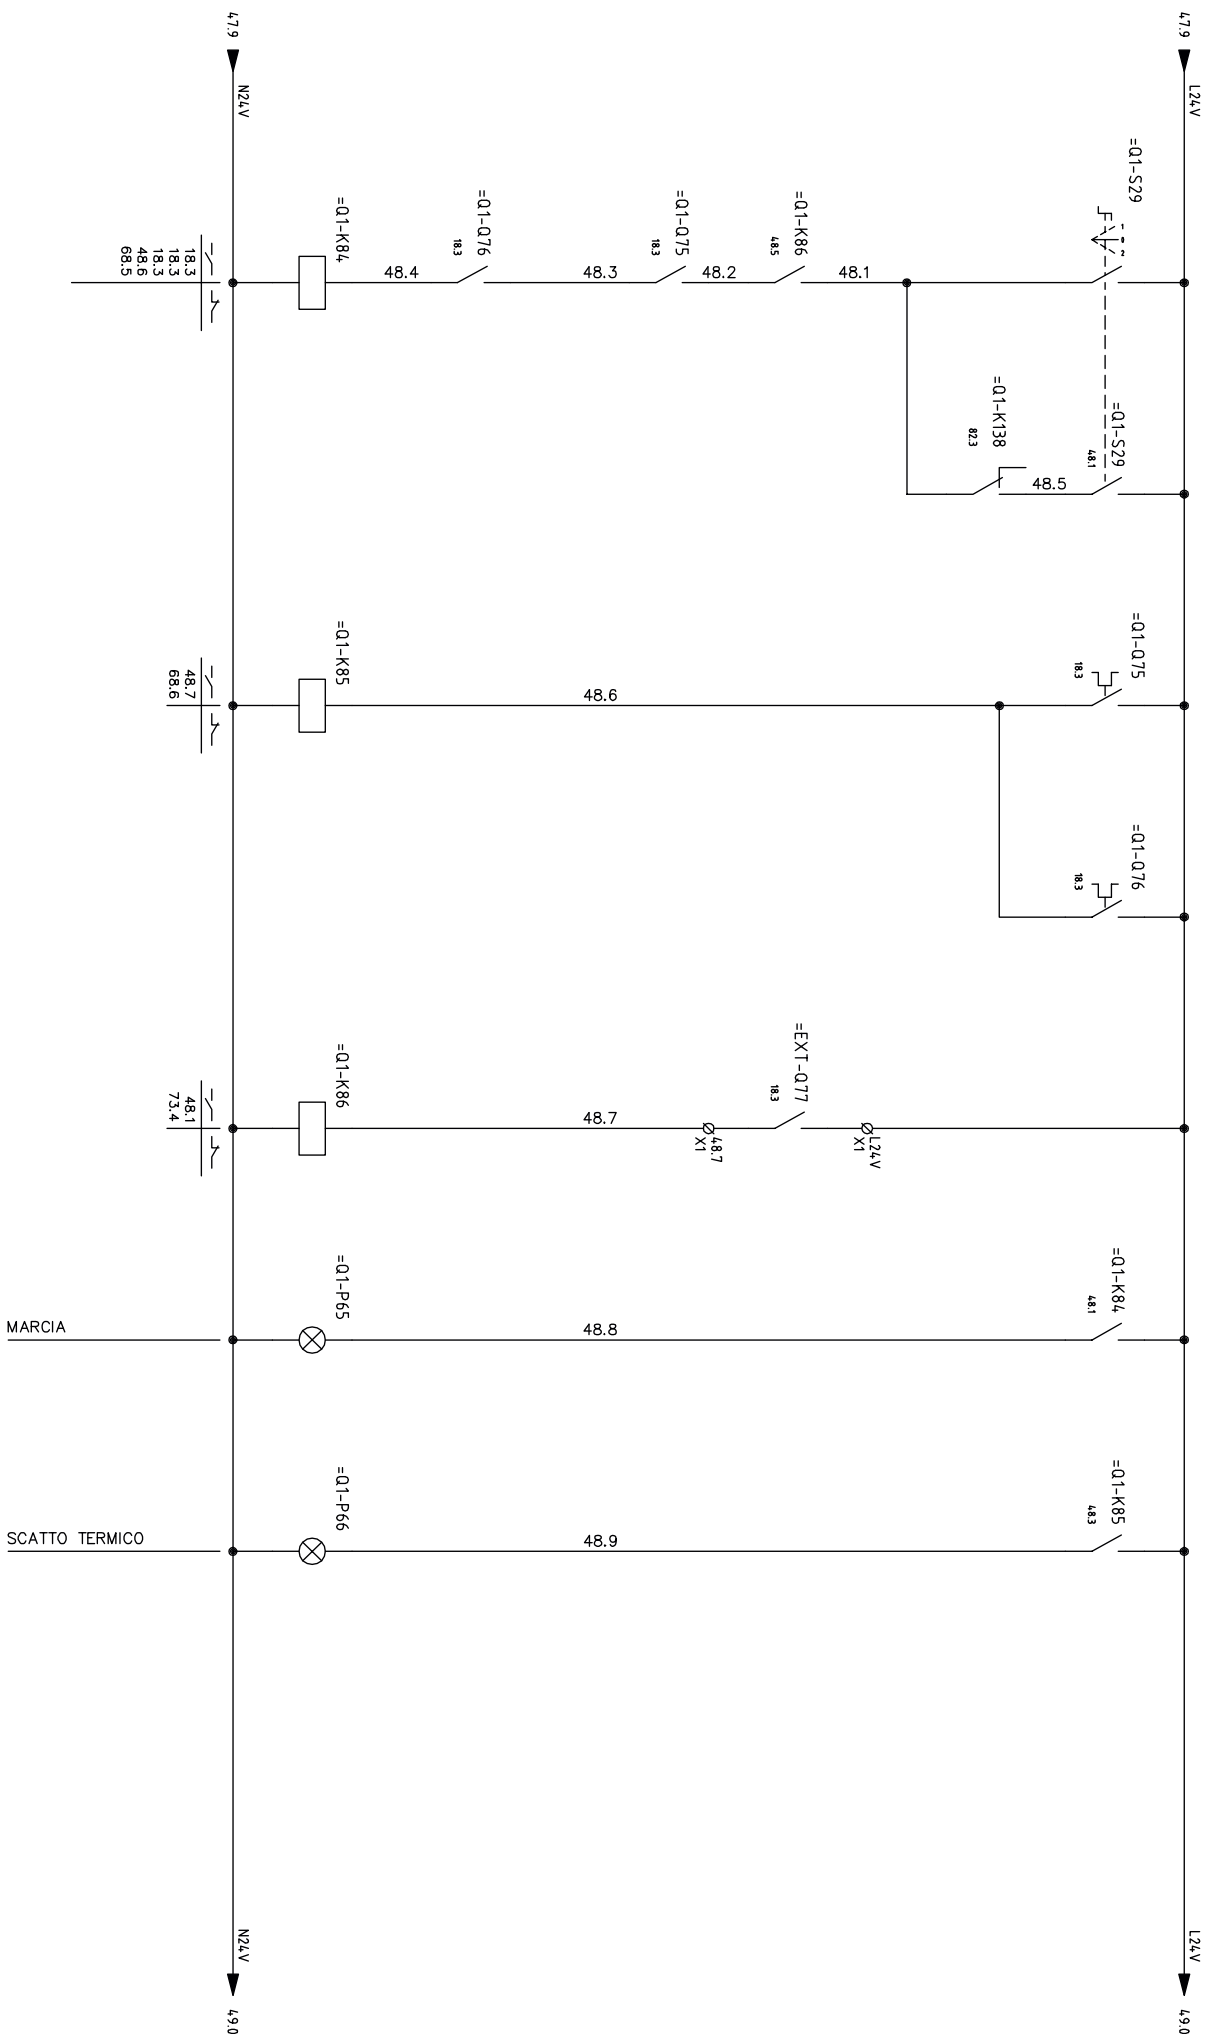 47.9
L24V
L24V
49.0
=Q1-S29
1
0
2
=Q1-S29
48.1
=Q1-Q75
18.3
=Q1-Q76
18.3
=Q1-K84
48.1
=Q1-K85
48.3
=Q1-K138
82.3
48.5
48.1
=Q1-K86
48.5
48.2
=Q1-Q75
18.3
48.3
=Q1-Q76
18.3
48.4
48.6
L24V
X1
=EXT-Q77
18.3
48.7
X1
48.7
48.8
48.9
=Q1-K84
=Q1-K85
=Q1-K86
=Q1-P65
=Q1-P66
47.9
N24V
N24V
49.0
18.3
18.3
18.3
48.6
68.5
48.7
68.6
48.1
73.4
MARCIA
SCATTO TERMICO